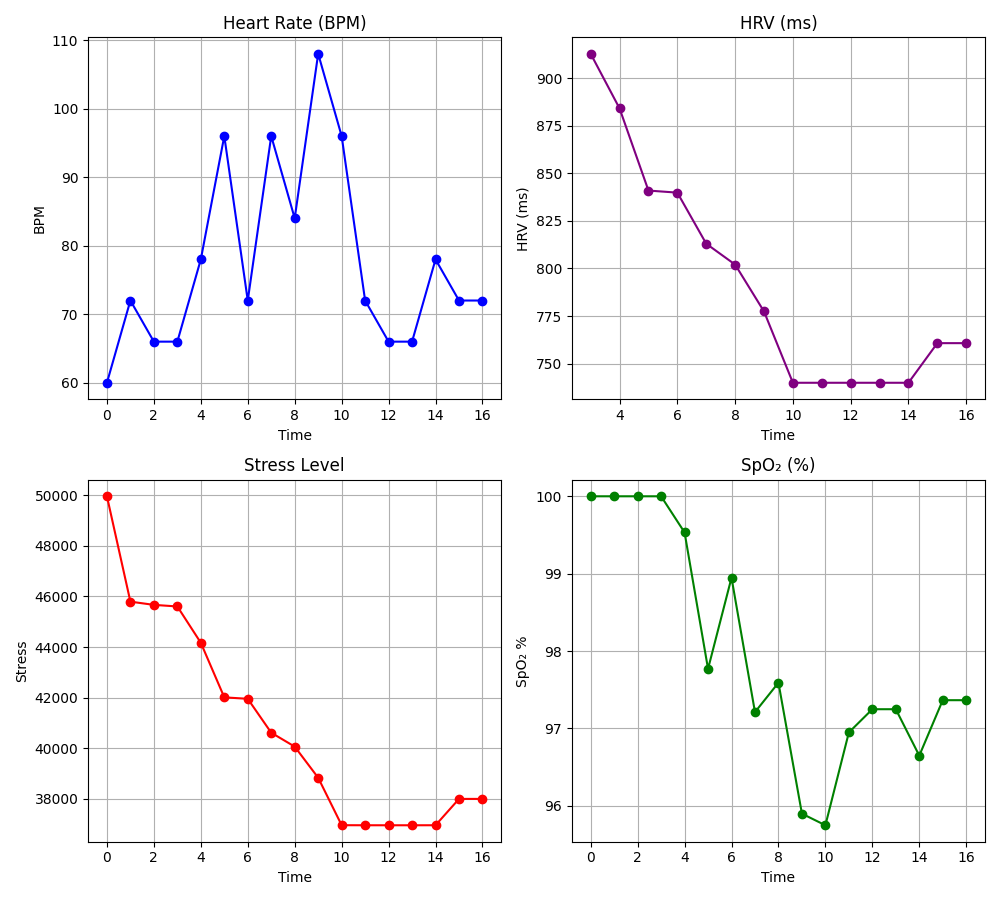 Heart Rate (BPM)
110
100
90
80
70
60
BPM
0 2 4 6 8 10 12 14 16
Time
HRV (ms)
900
875
850
825
800
775
750
HRV (ms)
4 6 8 10 12 14 16
Time
Stress Level
50000
48000
46000
44000
42000
40000
38000
Stress
0 2 4 6 8 10 12 14 16
Time
SpO₂ (%)
100
99
98
97
96
SpO₂ %
0 2 4 6 8 10 12 14 16
Time